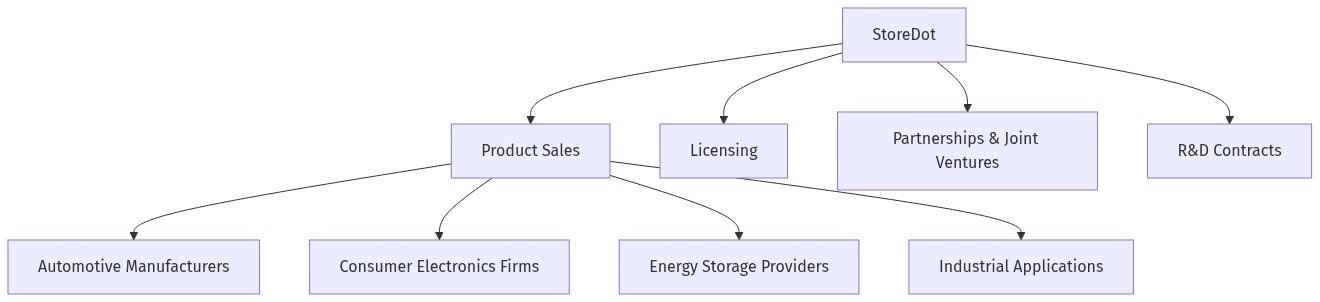 StoreDot
Product Sales
Licensing
Partnerships & Joint
Ventures
R&D Contracts
Automotive Manufacturers
Consumer Electronics Firms
Energy Storage Providers
Industrial Applications